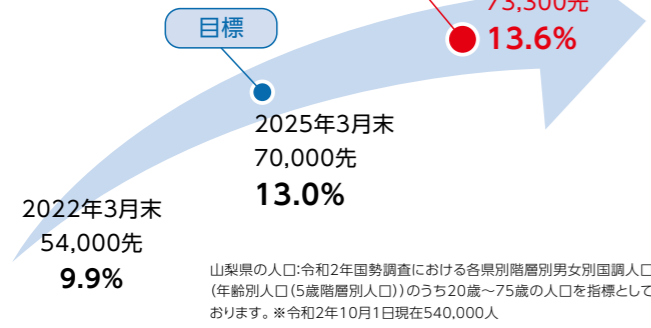 73,300先
13.6%
目標
2025年3月末
70,000先
13.0%
2022年3月末
54,000先
9.9%
山梨県の人口:令和2年国勢調査における各県別階層別男女別国調人口
(年齢別人口(5歳階層別人口))のうち20歳～75歳の人口を指標として
おります。※令和2年10月1日現在540,000人